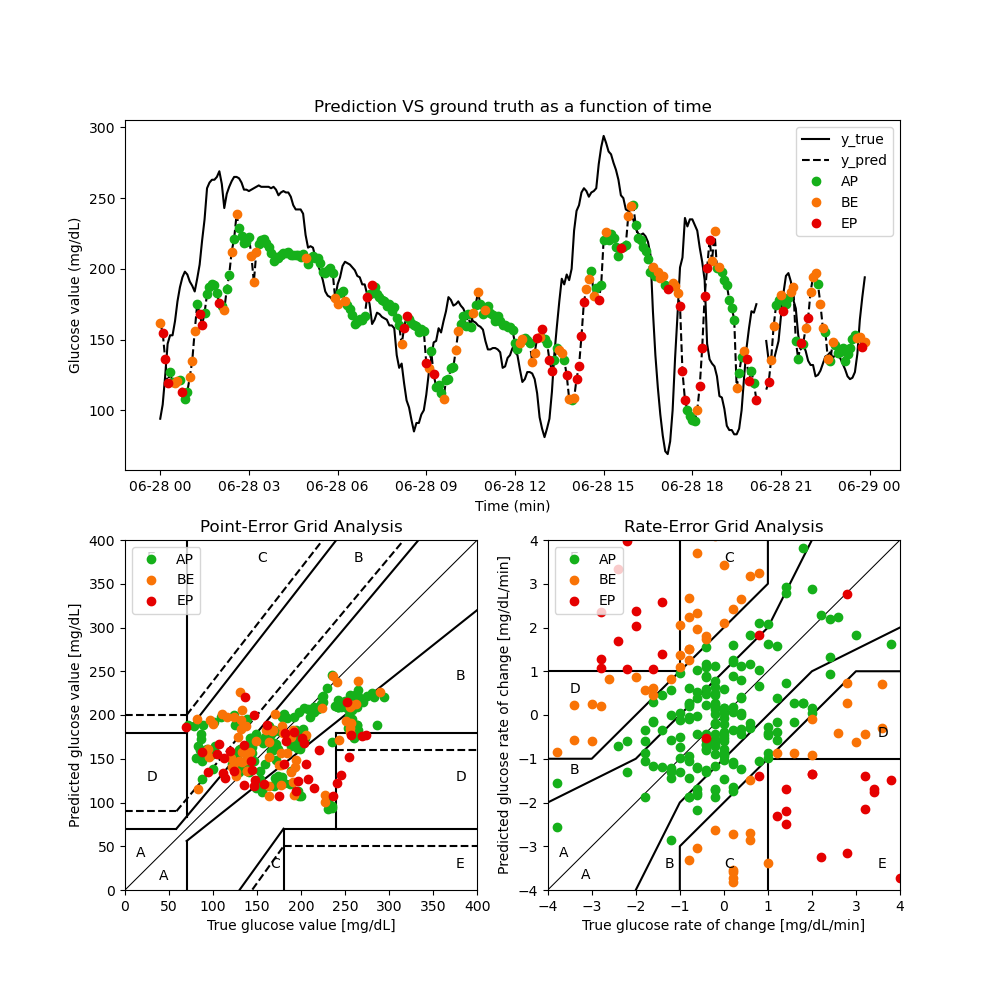 Prediction VS ground truth as a function of time
300
250
200
150
100
Glucose value (mg/dL)
y_true
y_pred
AP
BE
EP
06-28 00 06-28 03 06-28 06 06-28 09 06-28 12 06-28 15 06-28 18 06-28 21 06-29 00
Time (min)
Point-Error Grid Analysis
400
350
300
250
200
150
100
50
0
Predicted glucose value [mg/dL]
AP
BE
EP
C
B
B
D
D
A
A
C
E
0 50 100 150 200 250 300 350 400
True glucose value [mg/dL]
Rate-Error Grid Analysis
4
3
2
1
0
−1
−2
−3
−4
Predicted glucose rate of change [mg/dL/min]
AP
BE
EP
C
D
D
B
A
A
B
C
E
−4 −3 −2 −1 0 1 2 3 4
True glucose rate of change [mg/dL/min]